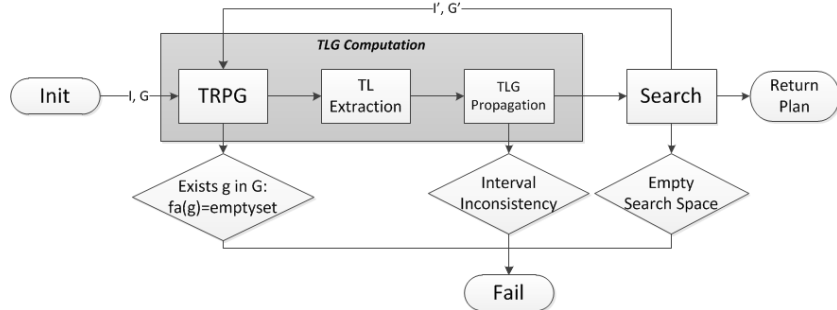 I', G'
TLG Computation
Init
I, G
TRPG
TL
Extraction
TLG
Propagation
Search
Return
Plan
Exists g in G:
fa(g)=emptyset
Interval
Inconsistency
Empty
Search Space
Fail